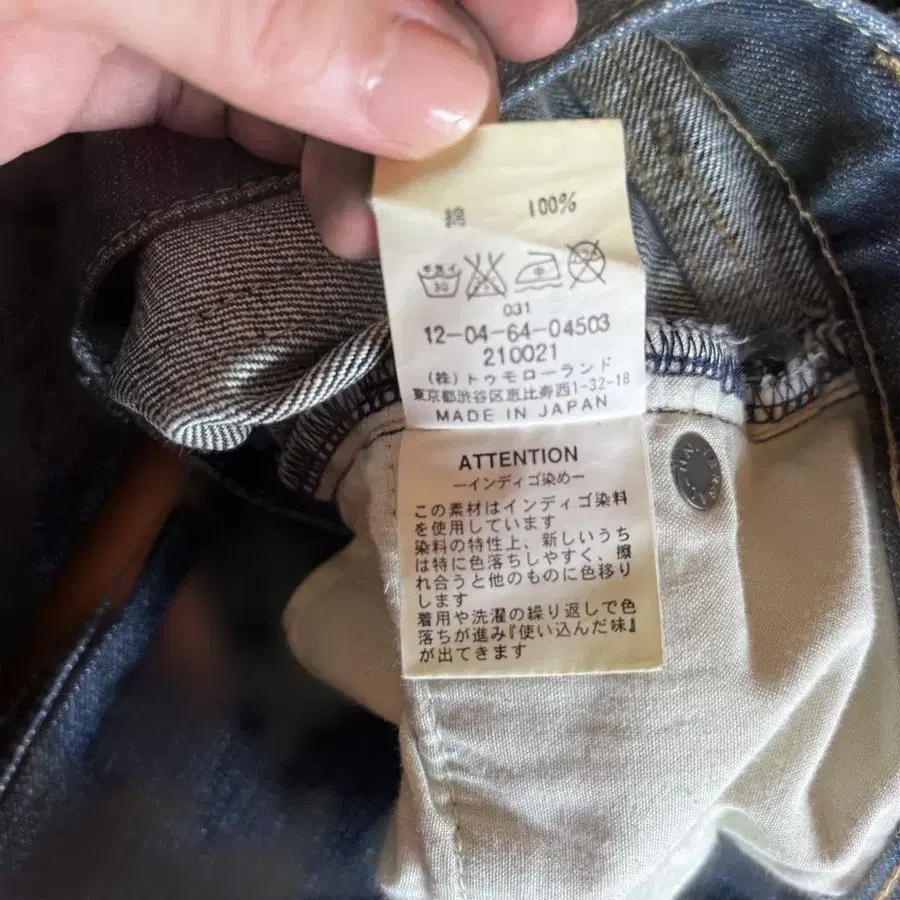 綿 100%
手洗イ 30 中
031
12-04-64-04503
210021
(株)トゥモローランド
東京都渋谷区恵比寿西1-32-18
MADE IN JAPAN
ATTENTION
—インディゴ染め—
この素材はインディゴ染料
を使用しています
染料の特性上、新しいうち
は特に色落ちしやすく、擦
れ合うと他のものに色移り
します
着用や洗濯の繰り返しで色
落ちが進み『使い込んだ味』
が出てきます